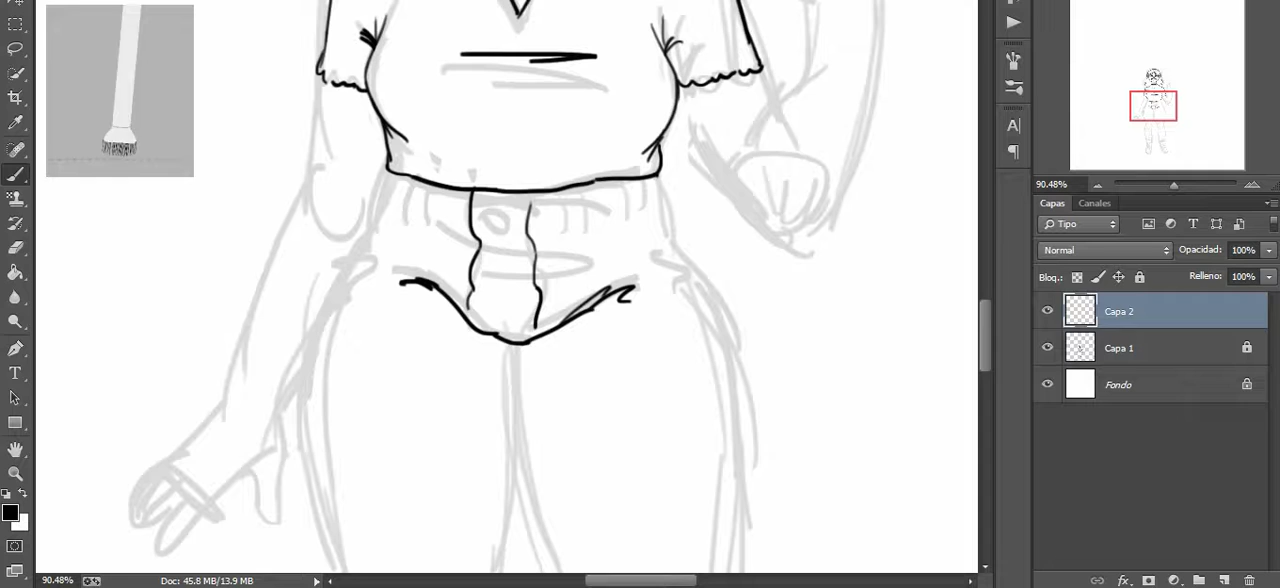 90.48%
Capas Canales
Tipo
Normal Opacidad: 100%
Bloq.: Relleno: 100%
Capa 2
Capa 1
Fondo
90.48% Doc: 45.8 MB/13.9 MB